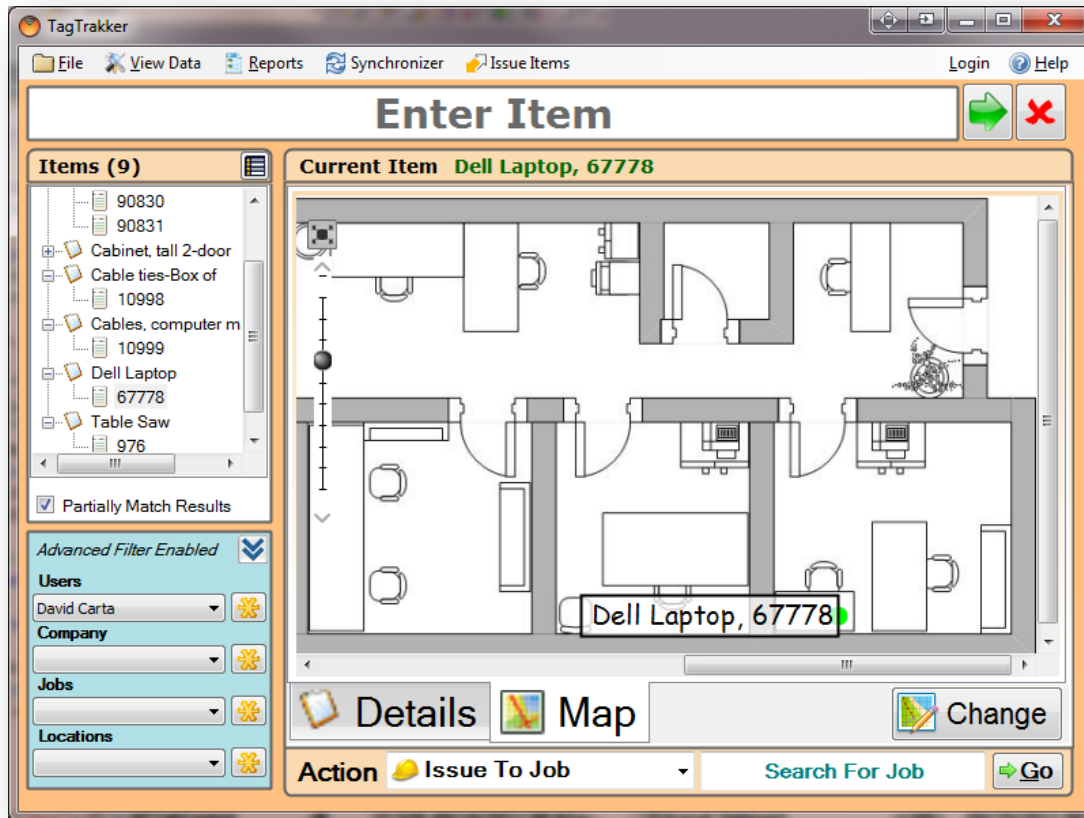 TagTrakker
File View Data Reports Synchronizer Issue Items Login Help
Enter Item
Items (9)
90830
90831
Cabinet, tall 2-door
Cable ties-Box of
10998
Cables, computer m
10999
Dell Laptop
67778
Table Saw
976
Partially Match Results
Advanced Filter Enabled
Users
David Carta
Company
Jobs
Locations
Current Item Dell Laptop, 67778
Dell Laptop, 67778
Details Map Change
Action Issue To Job Search For Job Go